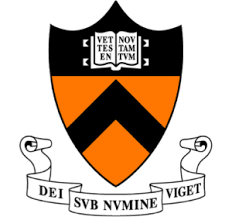 VET NOV
TES TAM
EN TVM
DEI SVB NVMINE VIGET